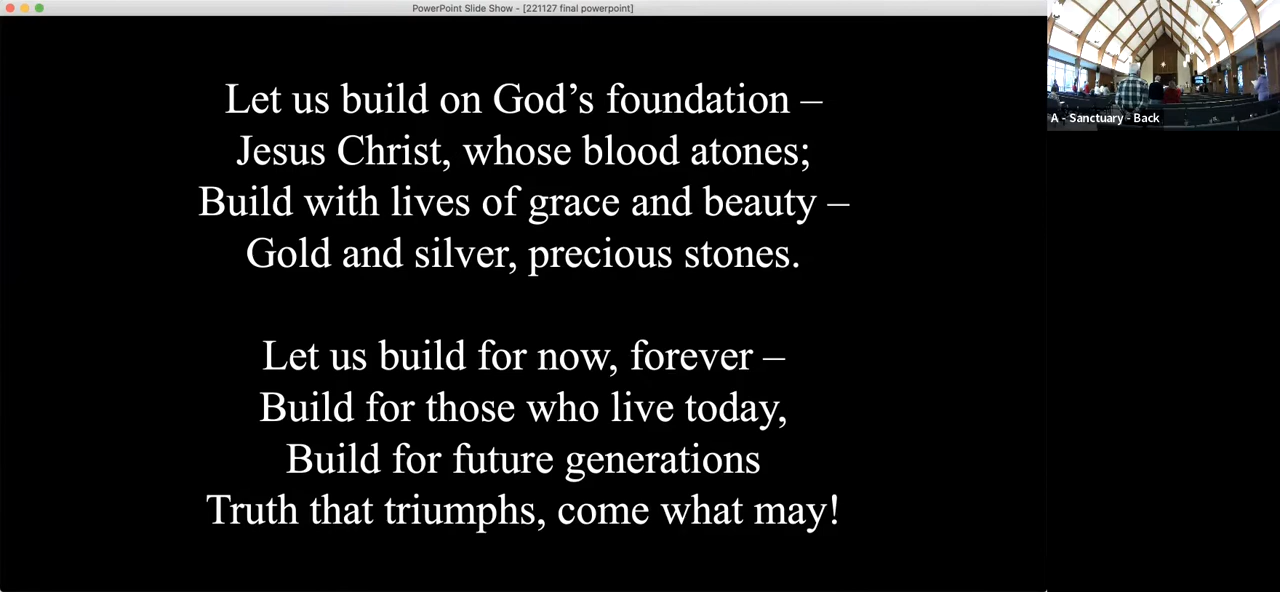 PowerPoint Slide Show - [221127 final powerpoint]
Let us build on God’s foundation –
Jesus Christ, whose blood atones;
Build with lives of grace and beauty –
Gold and silver, precious stones.
Let us build for now, forever –
Build for those who live today,
Build for future generations
Truth that triumphs, come what may!
A - Sanctuary - Back